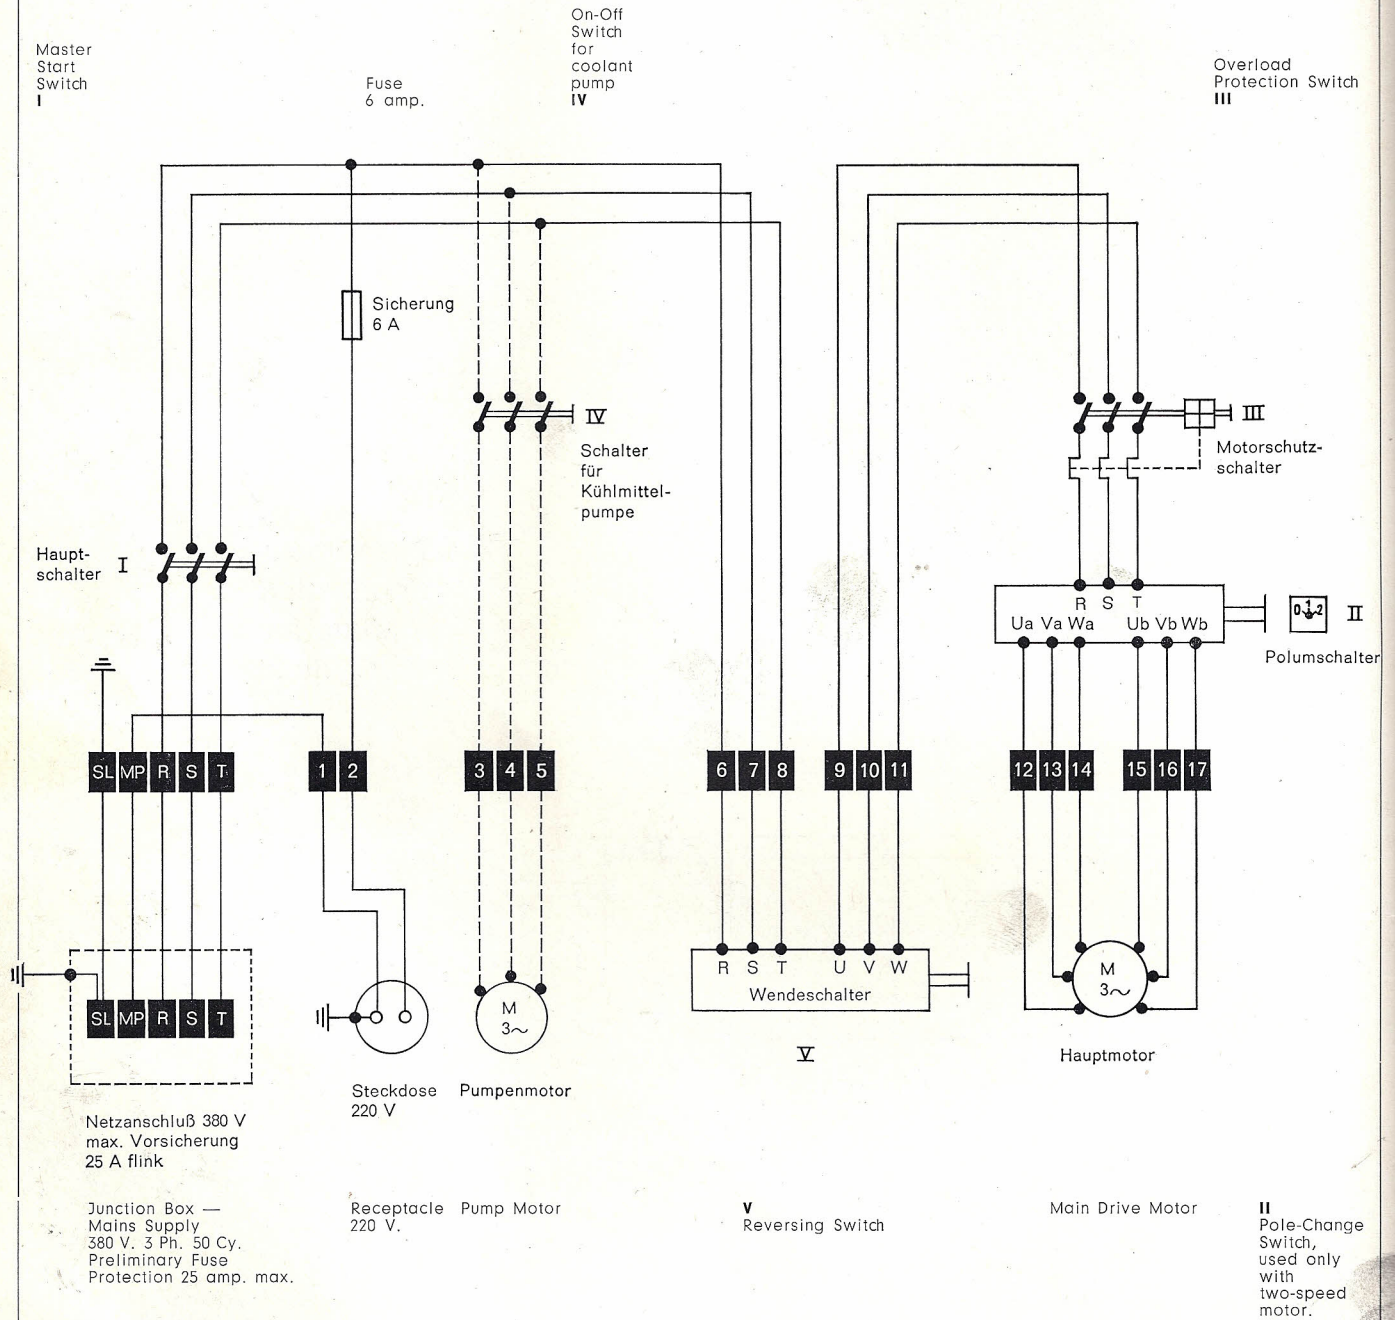 Master
Start
Switch
I
Fuse
6 amp.
On-Off
Switch
for
coolant
pump
IV
Overload
Protection Switch
III
Sicherung
6 A
IV
Schalter
für
Kühlmittel-
pumpe
III
Motorschutz-
schalter
Haupt-
schalter
I
R S T
Ua Va Wa Ub Vb Wb
0 1 2
II
Polumschalter
SL MP R S T 1 2 3 4 5 6 7 8 9 10 11 12 13 14 15 16 17
R S T U V W
Wendeschalter
V
M
3~
Hauptmotor
SL MP R S T
M
3~
Steckdose
220 V
Pumpenmotor
Netzanschluß 380 V
max. Vorsicherung
25 A flink
Junction Box —
Mains Supply
380 V. 3 Ph. 50 Cy.
Preliminary Fuse
Protection 25 amp. max.
Receptacle
220 V.
Pump Motor
V
Reversing Switch
Main Drive Motor
II
Pole-Change
Switch,
used only
with
two-speed
motor.